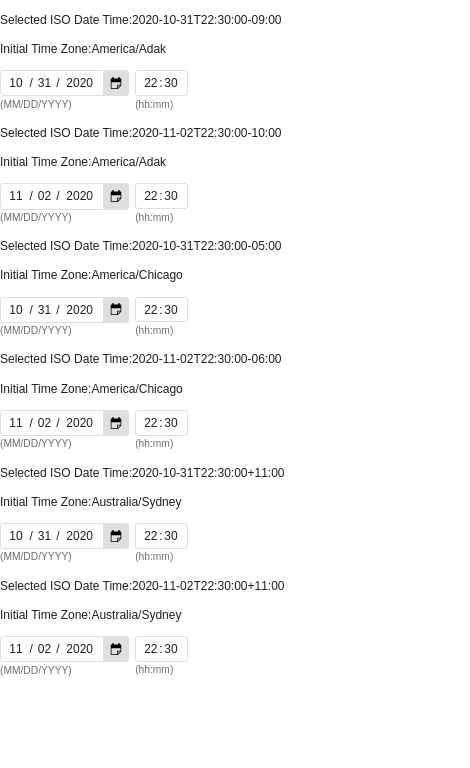 Selected ISO Date Time:2020-10-31T22:30:00-09:00
Initial Time Zone:America/Adak
10 / 31 / 2020 22:30
(MM/DD/YYYY) (hh:mm)
Selected ISO Date Time:2020-11-02T22:30:00-10:00
Initial Time Zone:America/Adak
11 / 02 / 2020 22:30
(MM/DD/YYYY) (hh:mm)
Selected ISO Date Time:2020-10-31T22:30:00-05:00
Initial Time Zone:America/Chicago
10 / 31 / 2020 22:30
(MM/DD/YYYY) (hh:mm)
Selected ISO Date Time:2020-11-02T22:30:00-06:00
Initial Time Zone:America/Chicago
11 / 02 / 2020 22:30
(MM/DD/YYYY) (hh:mm)
Selected ISO Date Time:2020-10-31T22:30:00+11:00
Initial Time Zone:Australia/Sydney
10 / 31 / 2020 22:30
(MM/DD/YYYY) (hh:mm)
Selected ISO Date Time:2020-11-02T22:30:00+11:00
Initial Time Zone:Australia/Sydney
11 / 02 / 2020 22:30
(MM/DD/YYYY) (hh:mm)